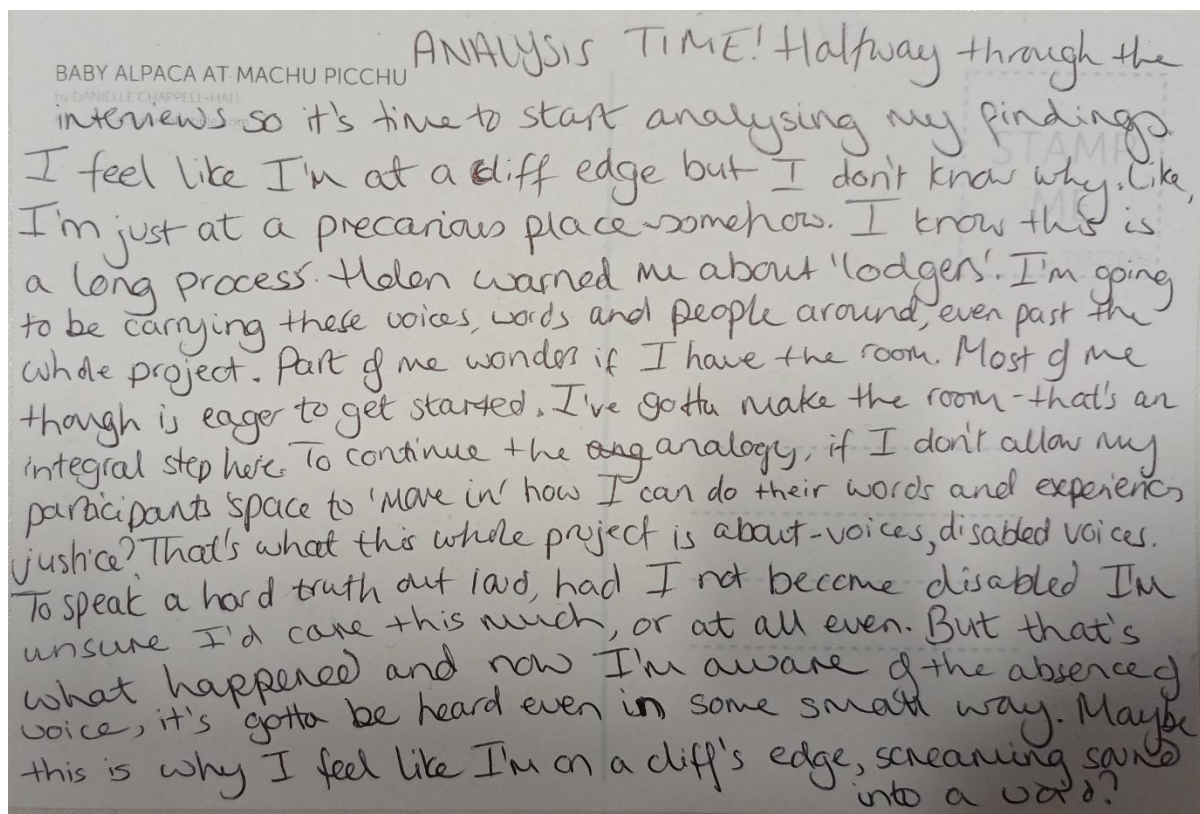 ANALYSIS TIME! Halfway through the
BABY ALPACA AT MACHU PICCHU
by DANIELLE CHAPPELL-HALL
interviews so it's time to start analysing my findings.
STAMP
I feel like I'm at a cliff edge but I don't know why. Like,
ME
I'm just at a precarious place somehow. I know this is
a long process. Helen warned me about 'lodgers'. I'm going
to be carrying these voices, words and people around, even past the
whole project. Part of me wonders if I have the room. Most of me
though is eager to get started. I've gotta make the room - that's an
integral step here. To continue the ang analogy, if I don't allow my
participants space to 'move in' how I can do their words and experiences
justice? That's what this whole project is about - voices, disabled voices.
To speak a hard truth out loud, had I not become disabled I'm
unsure I'd care this much, or at all even. But that's
what happened and now I'm aware of the absence of
voice, it's gotta be heard even in some small way. Maybe
this is why I feel like I'm on a cliff's edge, screaming sound
into a void?